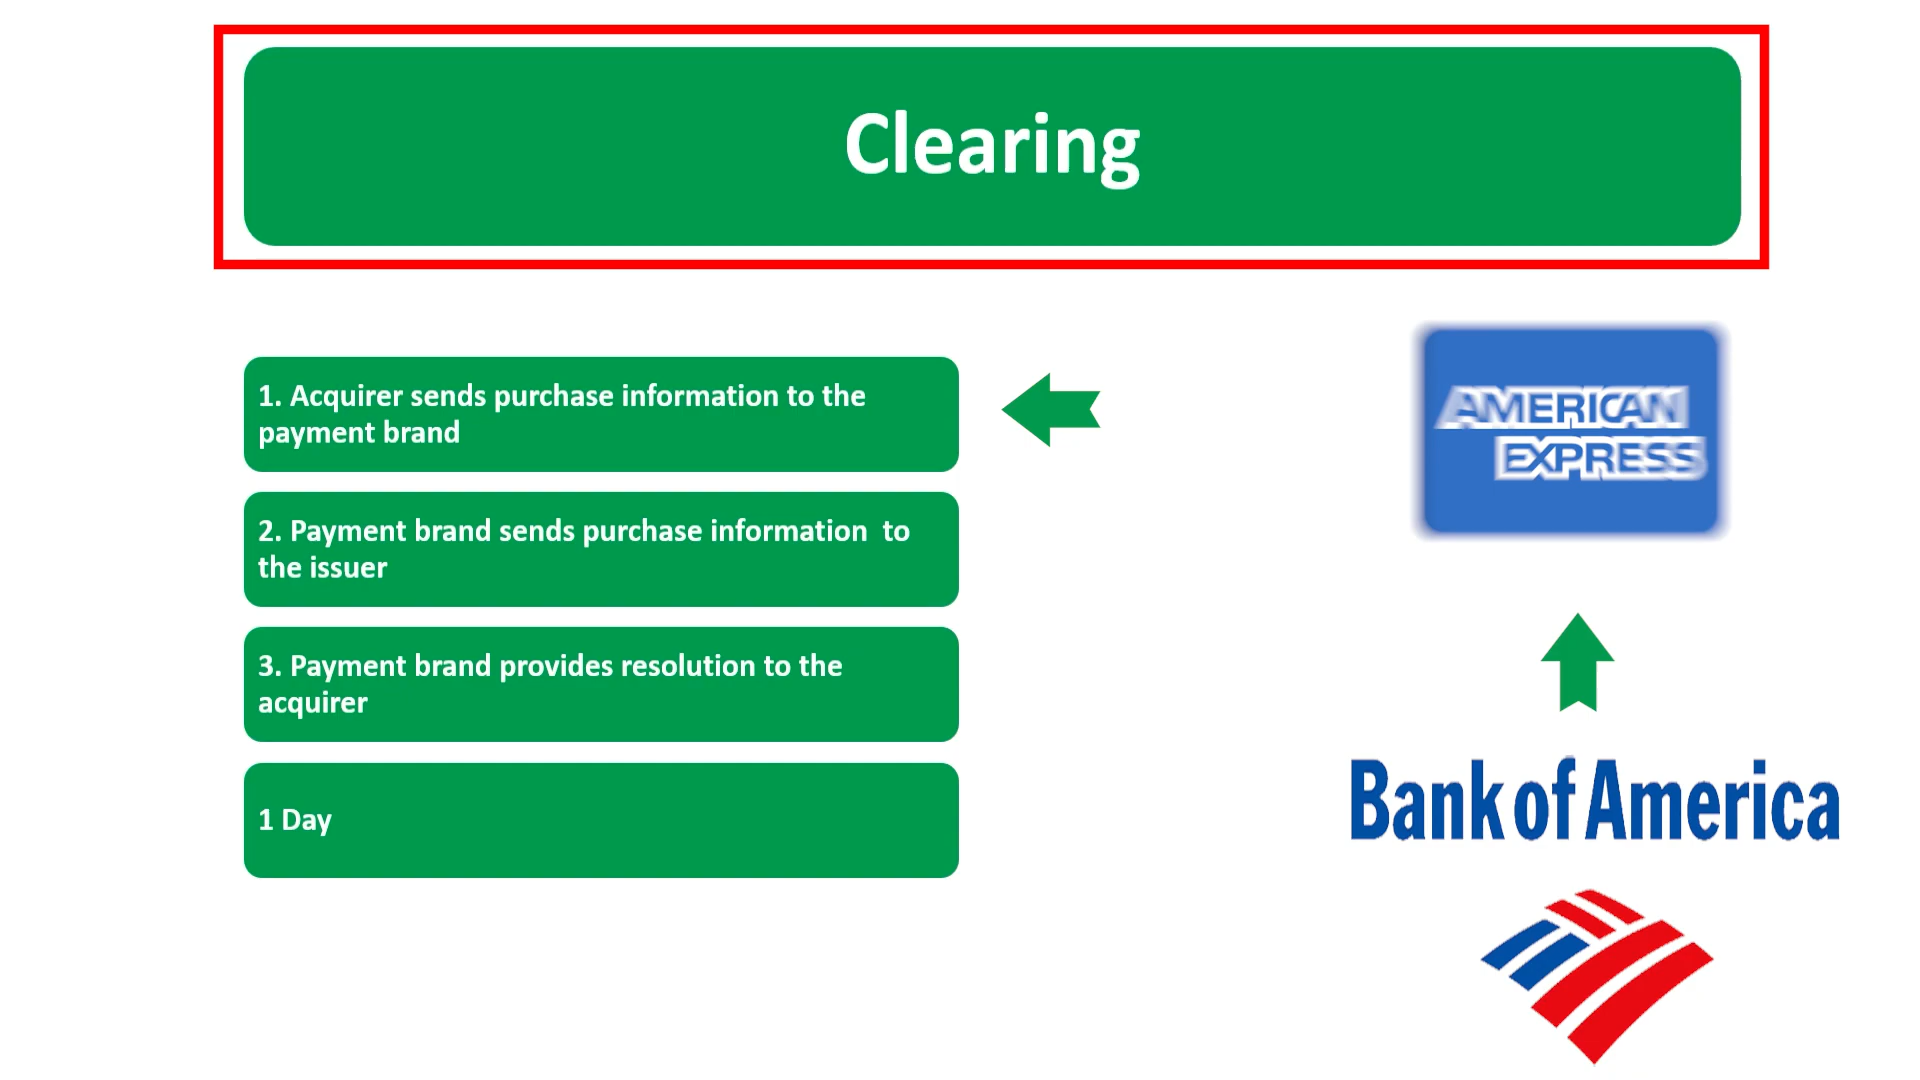 Clearing
1. Acquirer sends purchase information to the
payment brand
2. Payment brand sends purchase information  to
the issuer
3. Payment brand provides resolution to the
acquirer
1 Day
AMERICAN
EXPRESS
Bank of America